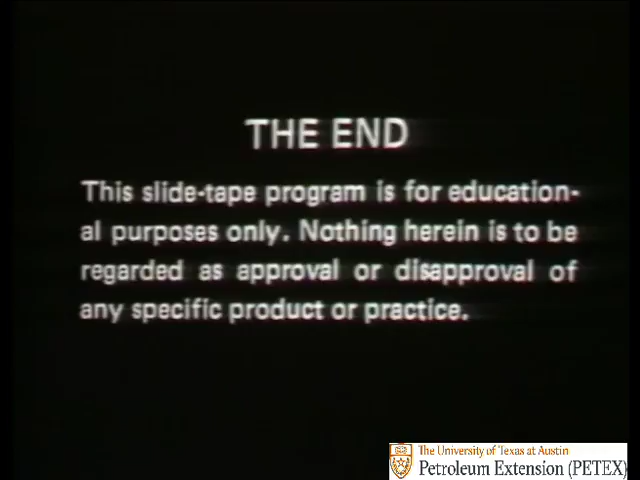 THE END
This slide-tape program is for education-
al purposes only. Nothing herein is to be
regarded as approval or disapproval of
any specific product or practice.
The University of Texas at Austin
Petroleum Extension (PETEX)